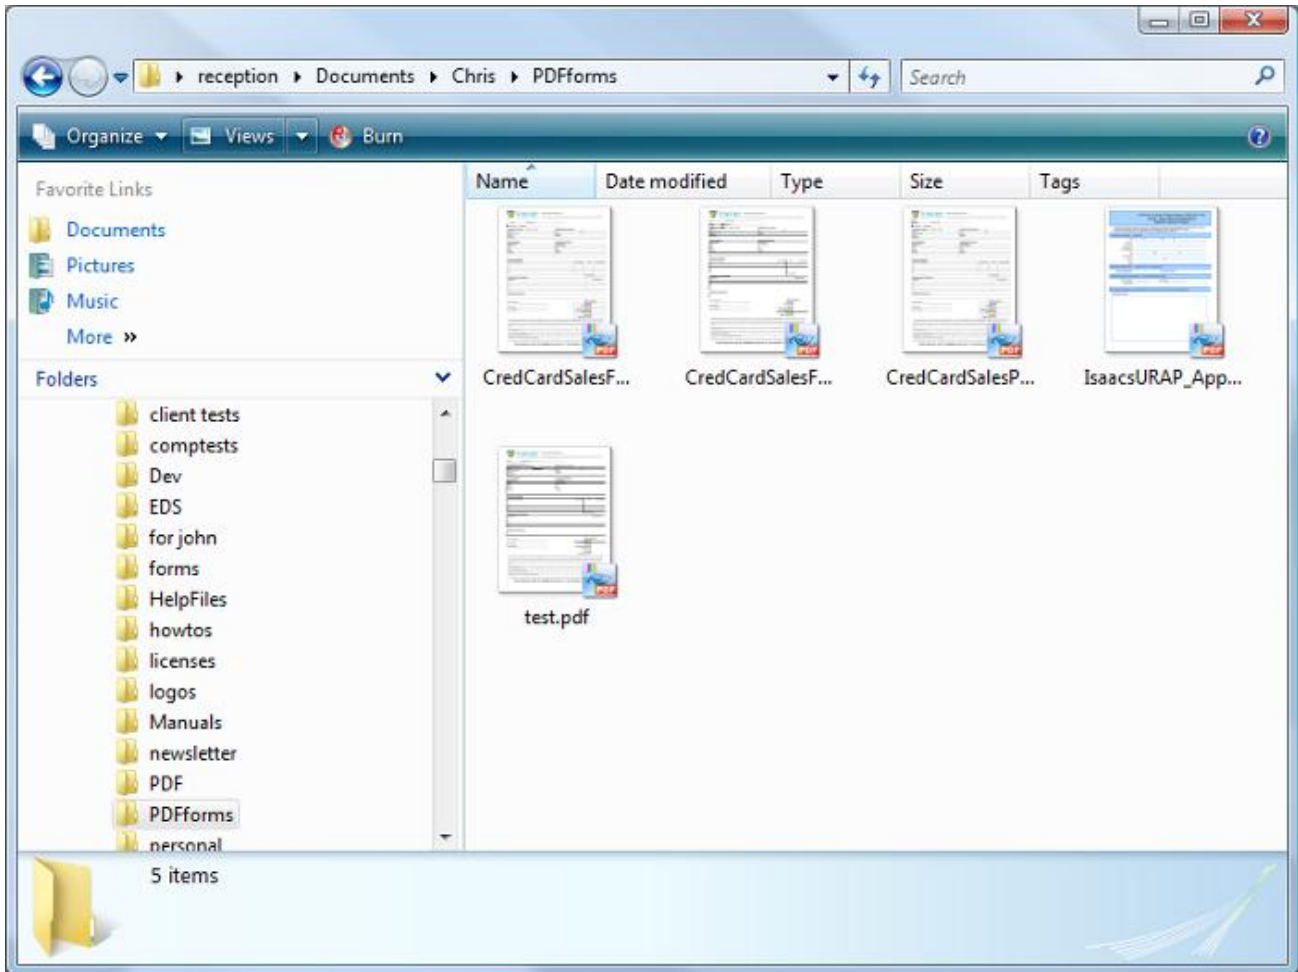 reception Documents Chris PDFforms Search
Organize Views Burn
Favorite Links
Documents
Pictures
Music
More »
Folders
client tests
comptests
Dev
EDS
for john
forms
HelpFiles
howtos
licenses
logos
Manuals
newsletter
PDF
PDFforms
personal
Name Date modified Type Size Tags
CredCardSalesF... CredCardSalesF... CredCardSalesP... IsaacsURAP_App...
test.pdf
5 items